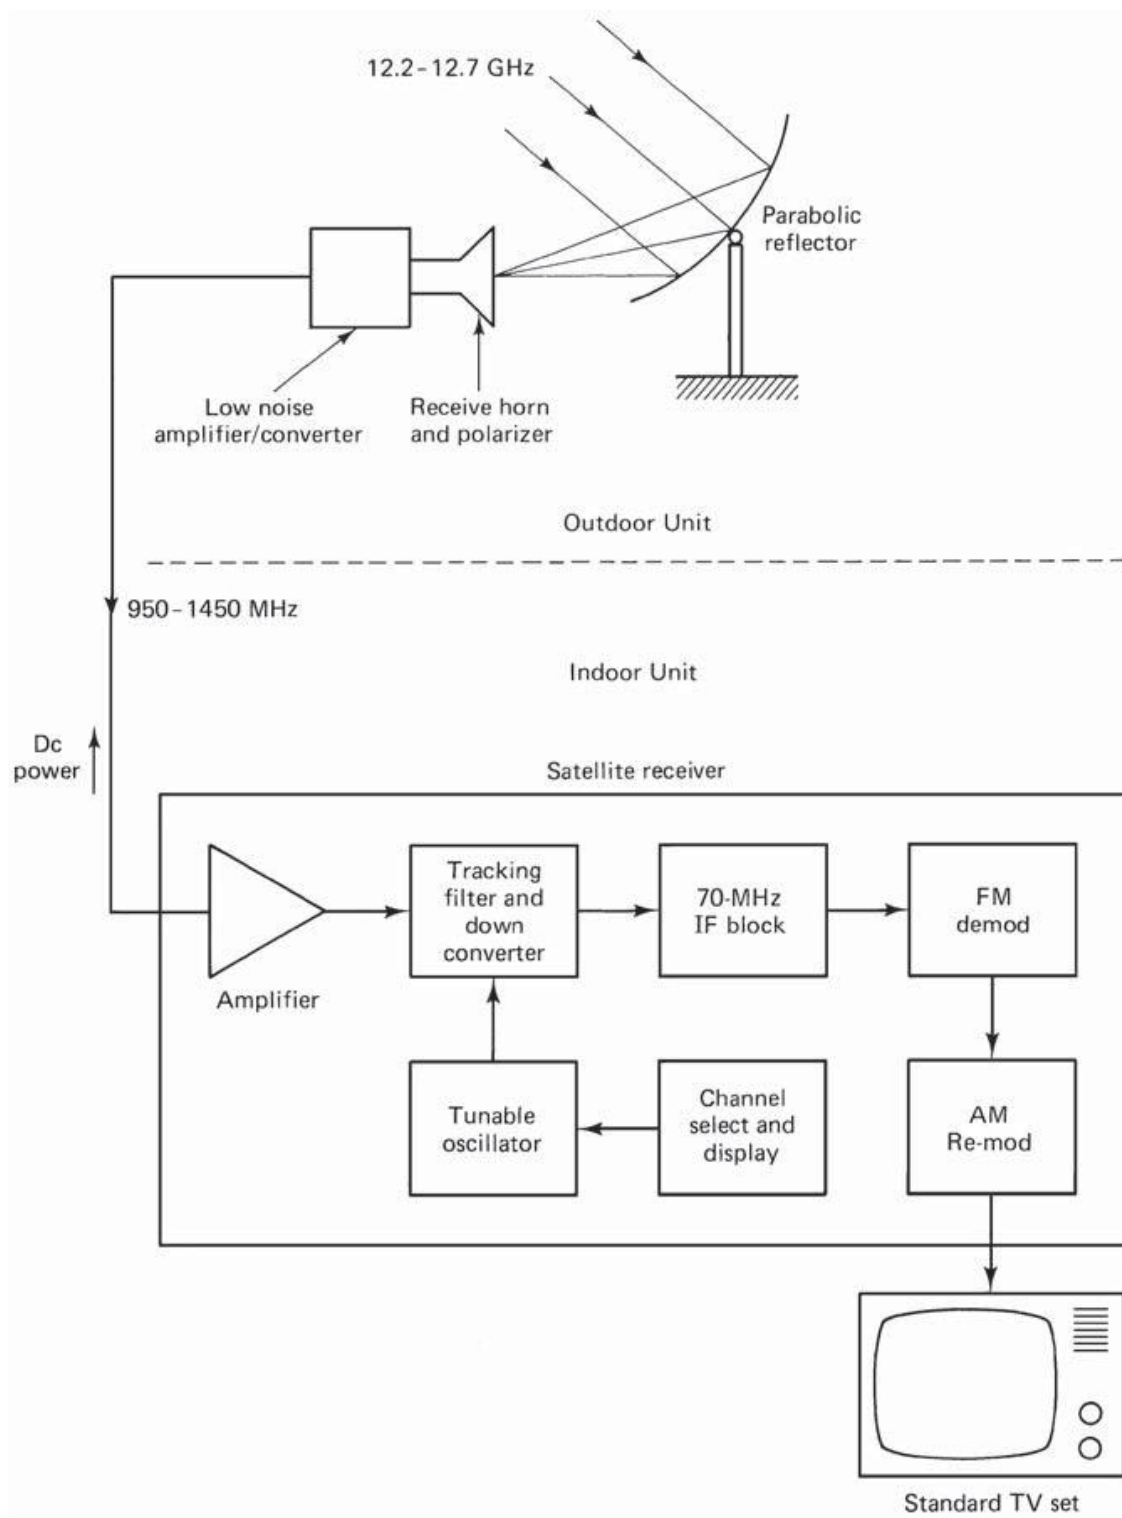 12.2–12.7 GHz
Parabolic
reflector
Low noise
amplifier/converter
Receive horn
and polarizer
Outdoor Unit
950–1450 MHz
Indoor Unit
Dc
power
Satellite receiver
Tracking
filter and
down
converter
70-MHz
IF block
FM
demod
Amplifier
Tunable
oscillator
Channel
select and
display
AM
Re-mod
Standard TV set